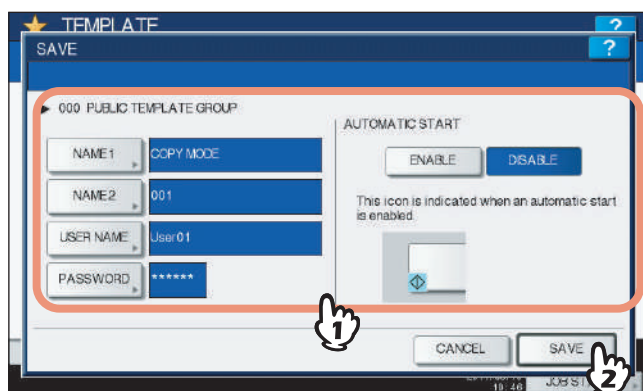 TEMPLATE
?
SAVE
?
000 PUBLIC TEMPLATE GROUP
NAME1
COPY MODE
NAME2
001
USER NAME
User01
PASSWORD
******
AUTOMATIC START
ENABLE
DISABLE
This icon is indicated when an automatic start
is enabled.
1
CANCEL
SAVE
2
19:46
JOB ST